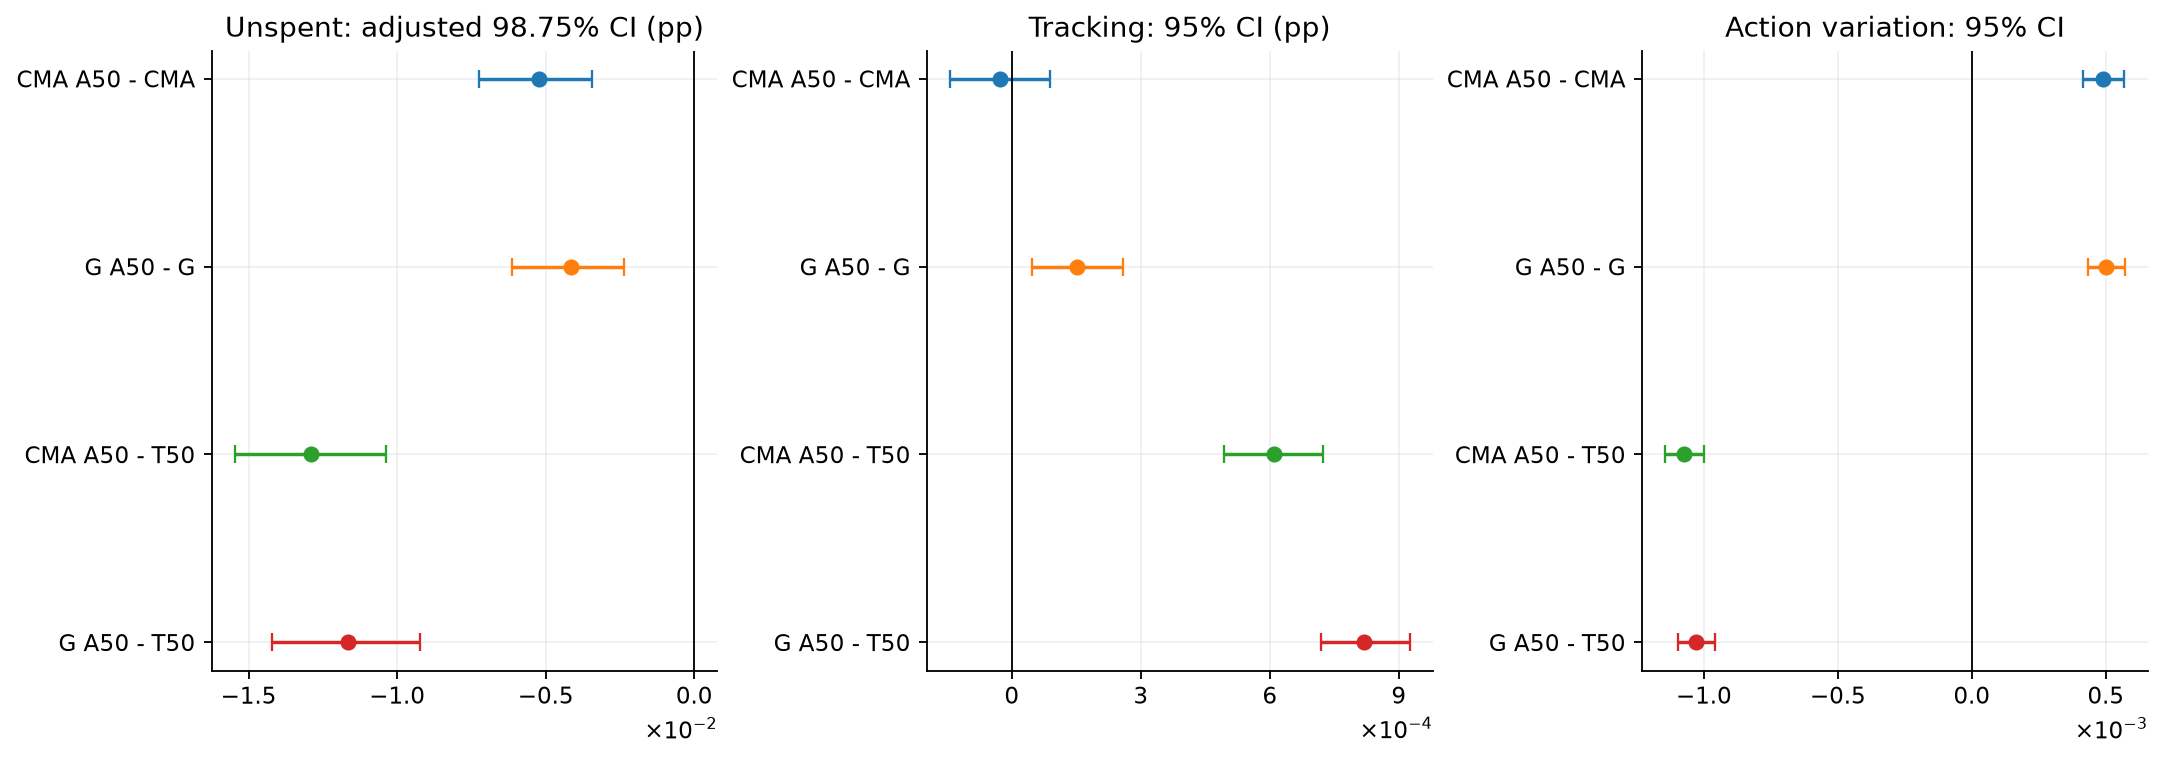 Unspent: adjusted 98.75% CI (pp)
CMA A50 - CMA
G A50 - G
CMA A50 - T50
G A50 - T50
−1.5 −1.0 −0.5 0.0
×10⁻²
Tracking: 95% CI (pp)
CMA A50 - CMA
G A50 - G
CMA A50 - T50
G A50 - T50
0 3 6 9
×10⁻⁴
Action variation: 95% CI
CMA A50 - CMA
G A50 - G
CMA A50 - T50
G A50 - T50
−1.0 −0.5 0.0 0.5
×10⁻³